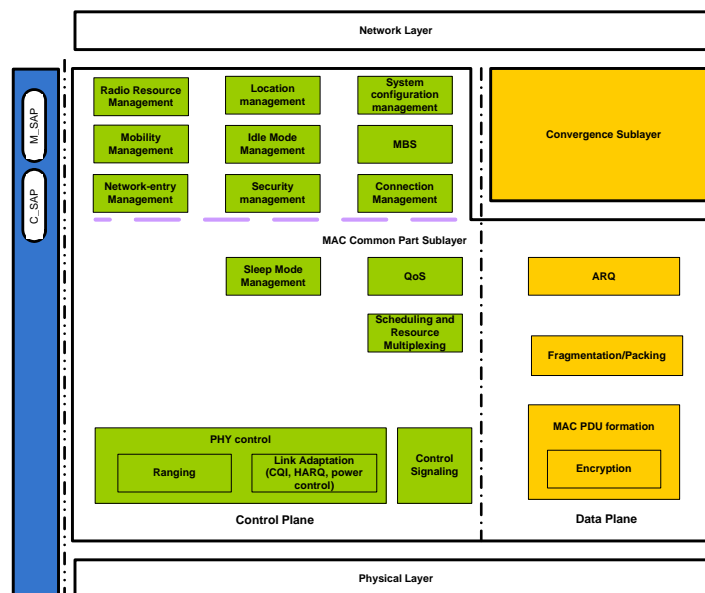 Network Layer
M_SAP
C_SAP
Radio Resource
Management
Location
management
System
configuration
management
Mobility
Management
Idle Mode
Management
MBS
Network-entry
Management
Security
management
Connection
Management
Convergence Sublayer
MAC Common Part Sublayer
Sleep Mode
Management
QoS
Scheduling and
Resource
Multiplexing
ARQ
Fragmentation/Packing
PHY control
Ranging
Link Adaptation
(CQI, HARQ, power
control)
Control
Signaling
MAC PDU formation
Encryption
Control Plane
Data Plane
Physical Layer